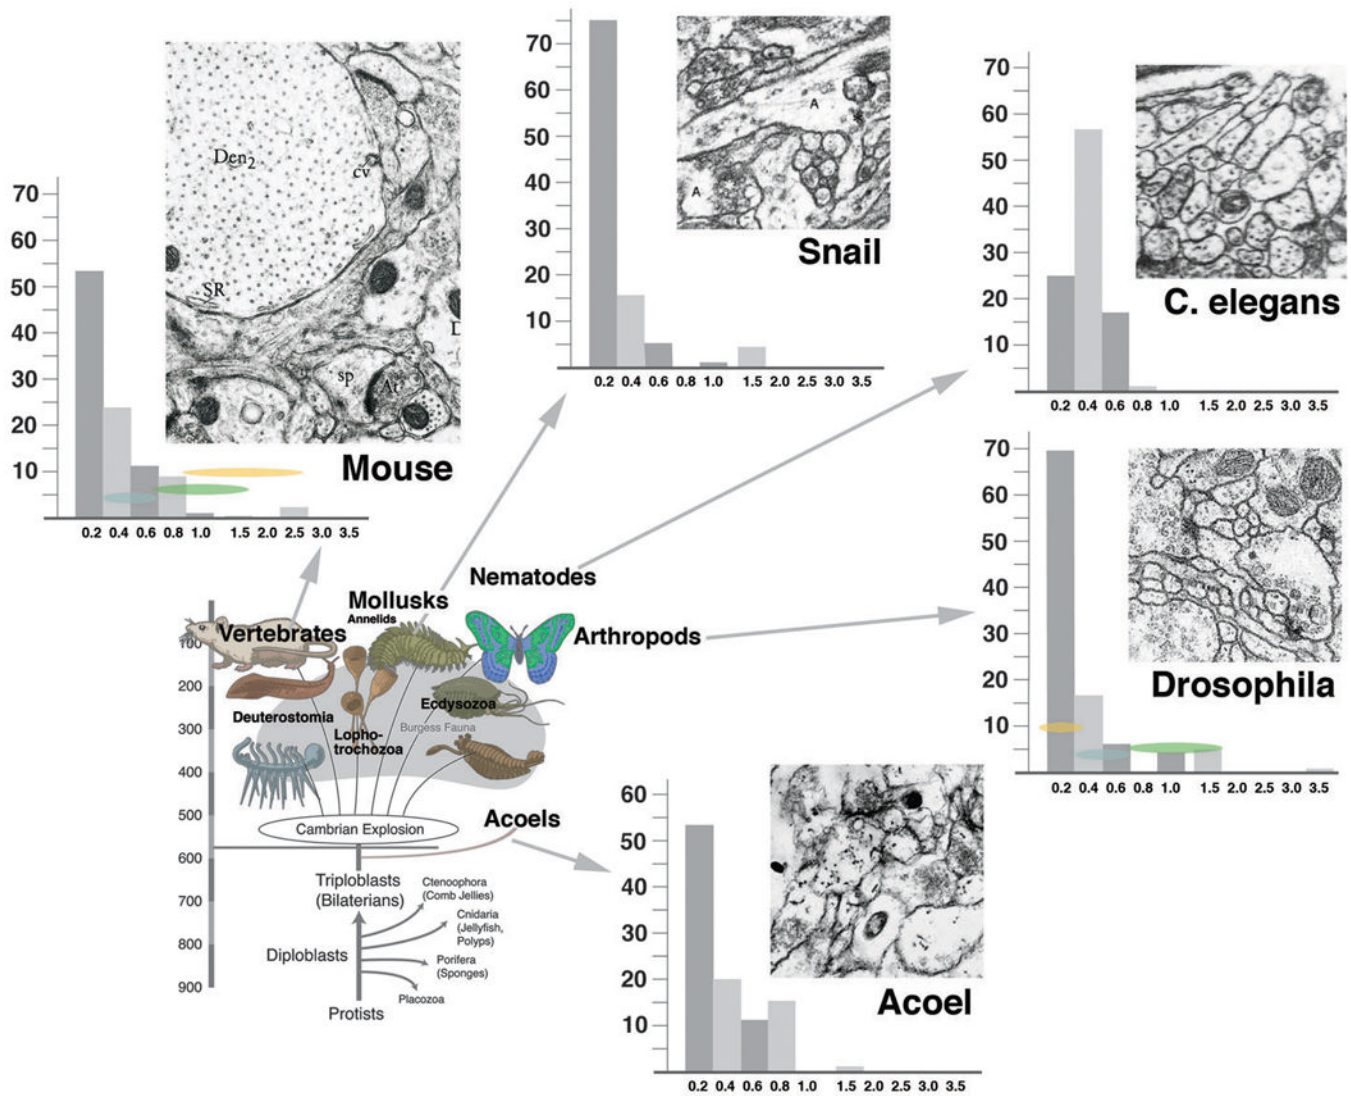 70
60
50
40
30
20
10
0.2 0.4 0.6 0.8 1.0 1.5 2.0 2.5 3.0 3.5
Den2
cv
SR
sp
At
D
Mouse
70
60
50
40
30
20
10
0.2 0.4 0.6 0.8 1.0 1.5 2.0 2.5 3.0 3.5
A
A
Snail
70
60
50
40
30
20
10
0.2 0.4 0.6 0.8 1.0 1.5 2.0 2.5 3.0 3.5
C. elegans
70
60
50
40
30
20
10
0.2 0.4 0.6 0.8 1.0 1.5 2.0 2.5 3.0 3.5
Drosophila
60
50
40
30
20
10
0.2 0.4 0.6 0.8 1.0 1.5 2.0 2.5 3.0 3.5
Acoel
Nematodes
Mollusks
Annelids
Vertebrates
Arthropods
100
200
300
400
500
600
700
800
900
Deuterostomia
Lopho-
trochozoa
Ecdysozoa
Burgess Fauna
Cambrian Explosion
Acoels
Triploblasts
(Bilaterians)
Ctenoophora
(Comb Jellies)
Cnidaria
(Jellyfish,
Polyps)
Diploblasts
Porifera
(Sponges)
Placozoa
Protists